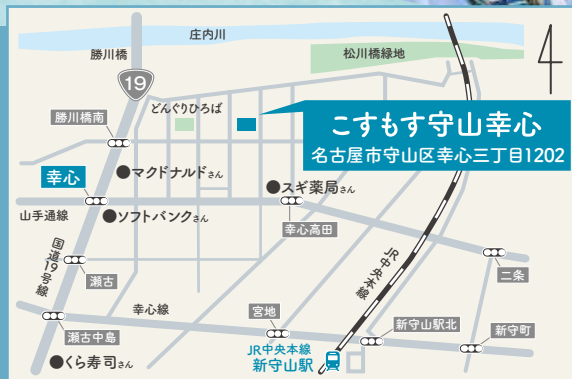 庄内川
勝川橋
松川橋緑地
19
どんぐりひろば
勝川橋南
こすもす守山幸心
名古屋市守山区幸心三丁目1202
マクドナルドさん
幸心
スギ薬局さん
山手通線
ソフトバンクさん
幸心高田
国道19号線
JR中央本線
瀬古
二条
幸心線
宮地
瀬古中島
新守山駅北
新守町
JR中央本線
新守山駅
くら寿司さん
4